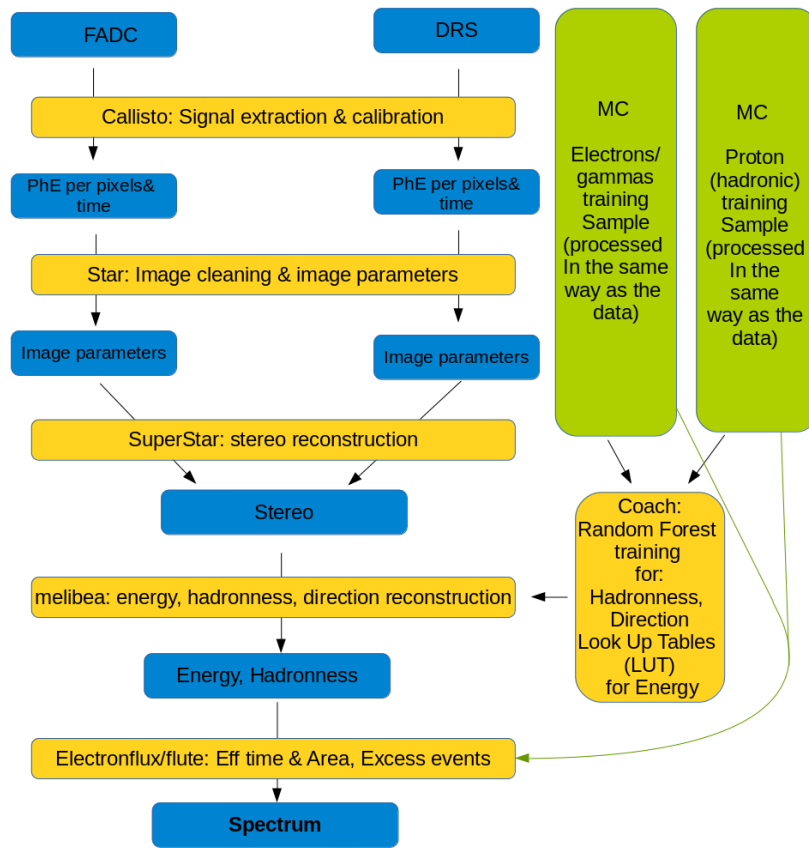 FADC
DRS
Callisto: Signal extraction & calibration
PhE per pixels&
time
PhE per pixels&
time
Star: Image cleaning & image parameters
Image parameters
Image parameters
SuperStar: stereo reconstruction
Stereo
melibea: energy, hadronness, direction reconstruction
Energy, Hadronness
Electronflux/flute: Eff time & Area, Excess events
Spectrum
MC
Electrons/
gammas
training
Sample
(processed
In the same
way as the
data)
MC
Proton
(hadronic)
training
Sample
(processed
In the
same
way as the
data)
Coach:
Random Forest
training
for:
Hadronness,
Direction
Look Up Tables
(LUT)
for Energy